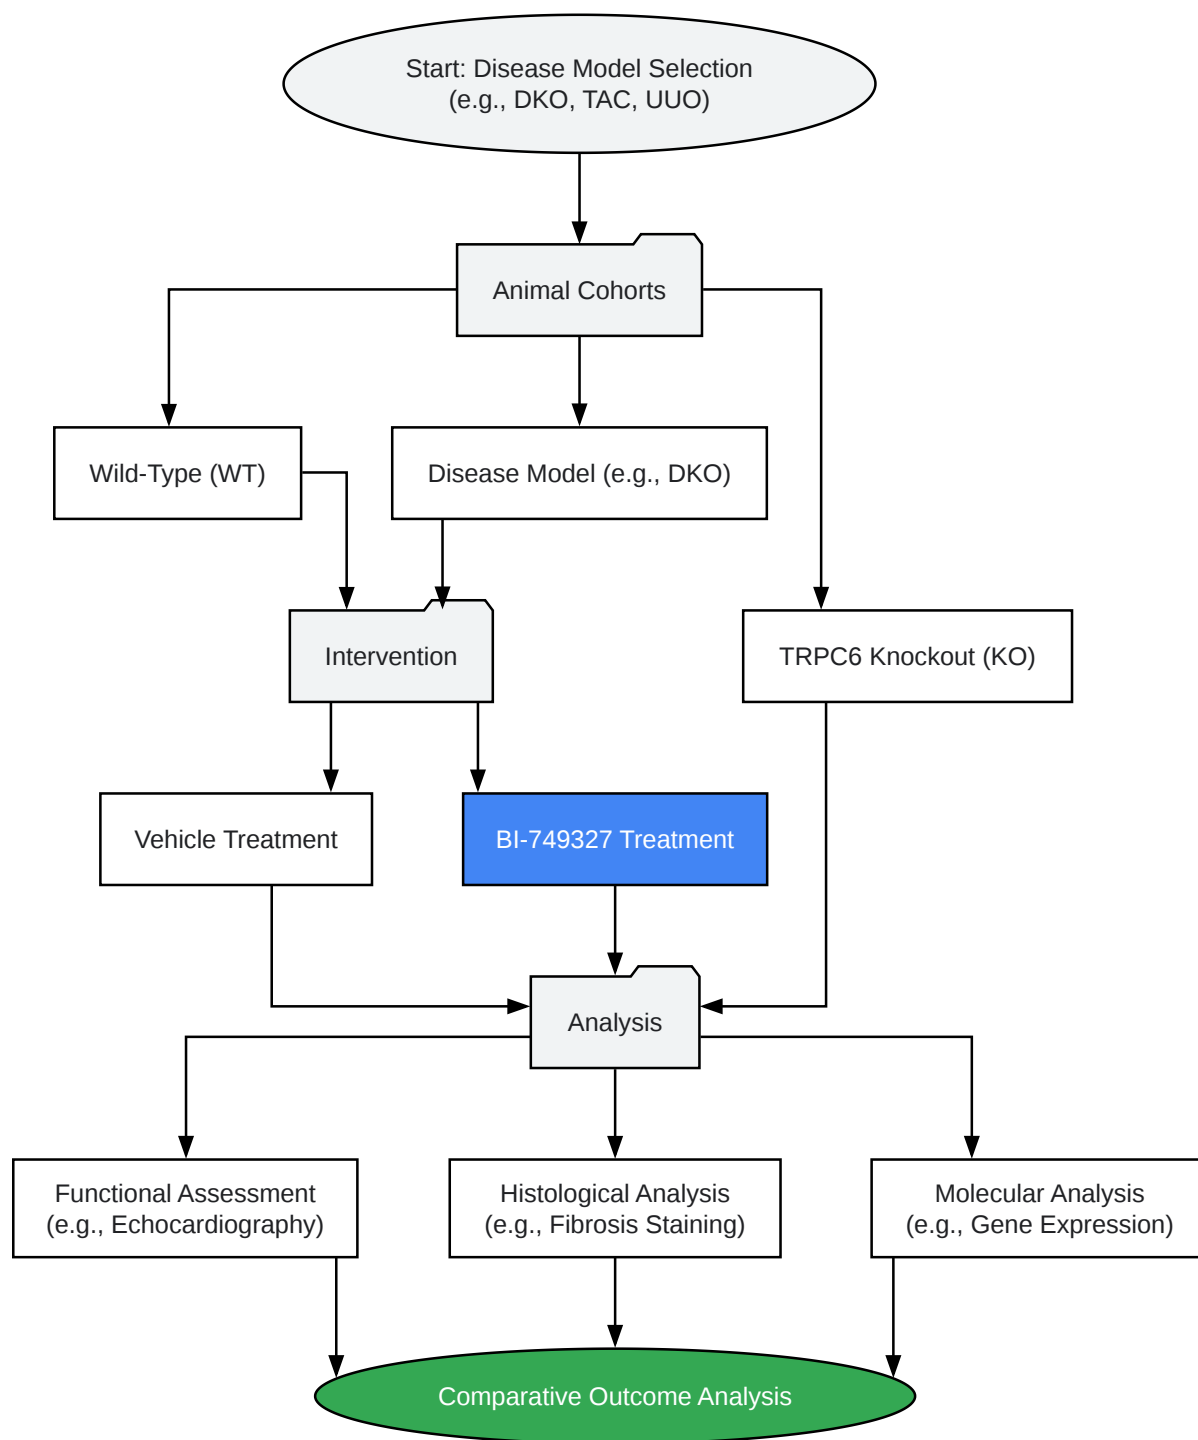 Start: Disease Model Selection
(e.g., DKO, TAC, UUO)
Animal Cohorts
Wild-Type (WT)
Disease Model (e.g., DKO)
Intervention
TRPC6 Knockout (KO)
Vehicle Treatment
BI-749327 Treatment
Analysis
Functional Assessment
(e.g., Echocardiography)
Histological Analysis
(e.g., Fibrosis Staining)
Molecular Analysis
(e.g., Gene Expression)
Comparative Outcome Analysis